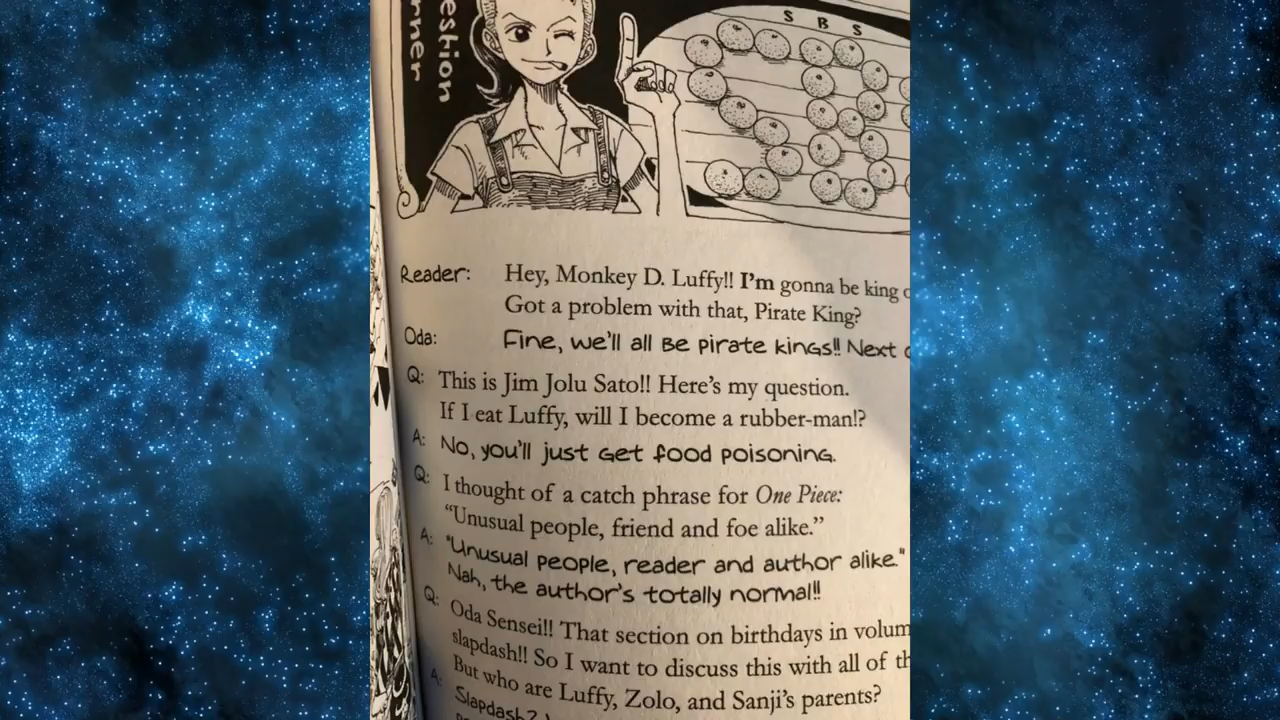 estion
rner
S B S
Reader: Hey, Monkey D. Luffy!! I'm gonna be king
Got a problem with that, Pirate King?
Oda: Fine, we'll all be pirate kings!! Next
Q: This is Jim Jolu Sato!! Here's my question.
If I eat Luffy, will I become a rubber-man!?
A: No, you'll just get food poisoning.
Q: I thought of a catch phrase for One Piece:
"Unusual people, friend and foe alike."
A: "Unusual people, reader and author alike."
Nah, the author's totally normal!!
Q: Oda Sensei!! That section on birthdays in volum
slapdash!! So I want to discuss this with all of th
But who are Luffy, Zolo, and Sanji's parents?
A: Slapdash?